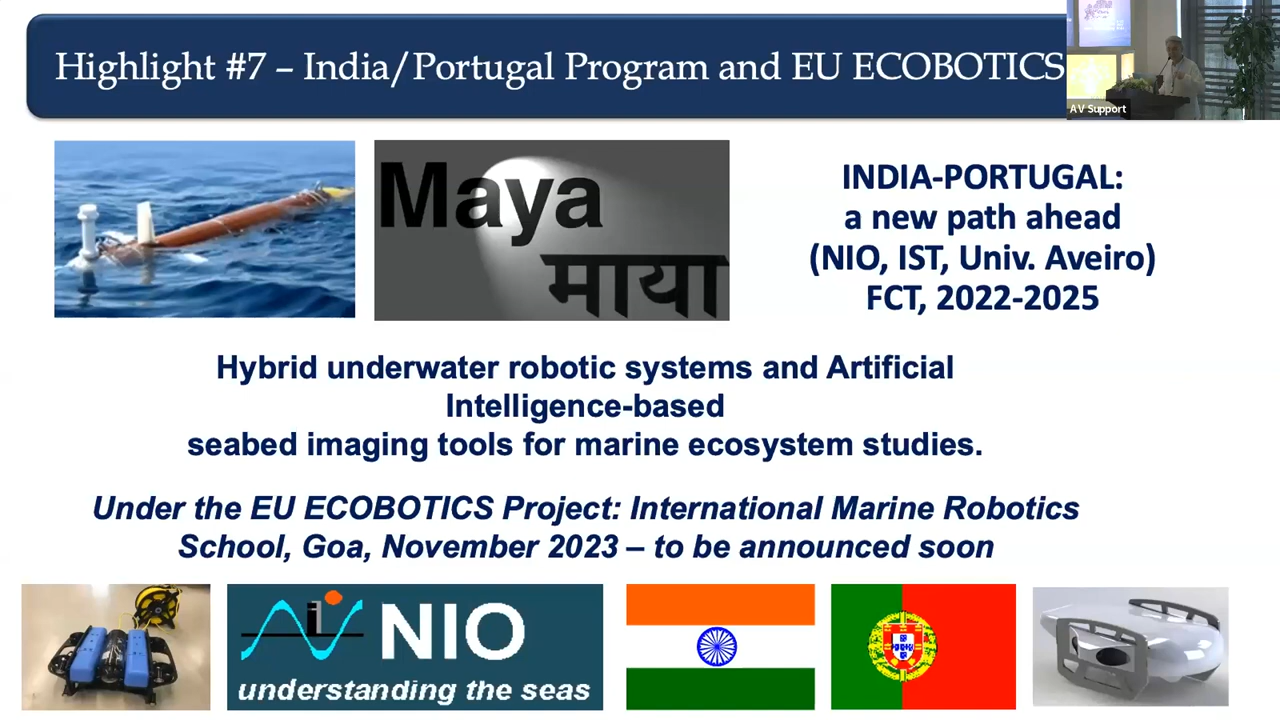 Highlight #7 – India/Portugal Program and EU ECOBOTICS
AV Support
Maya
माया
INDIA-PORTUGAL:
a new path ahead
(NIO, IST, Univ. Aveiro)
FCT, 2022-2025
Hybrid underwater robotic systems and Artificial
Intelligence-based
seabed imaging tools for marine ecosystem studies.
Under the EU ECOBOTICS Project: International Marine Robotics
School, Goa, November 2023 – to be announced soon
NIO
understanding the seas